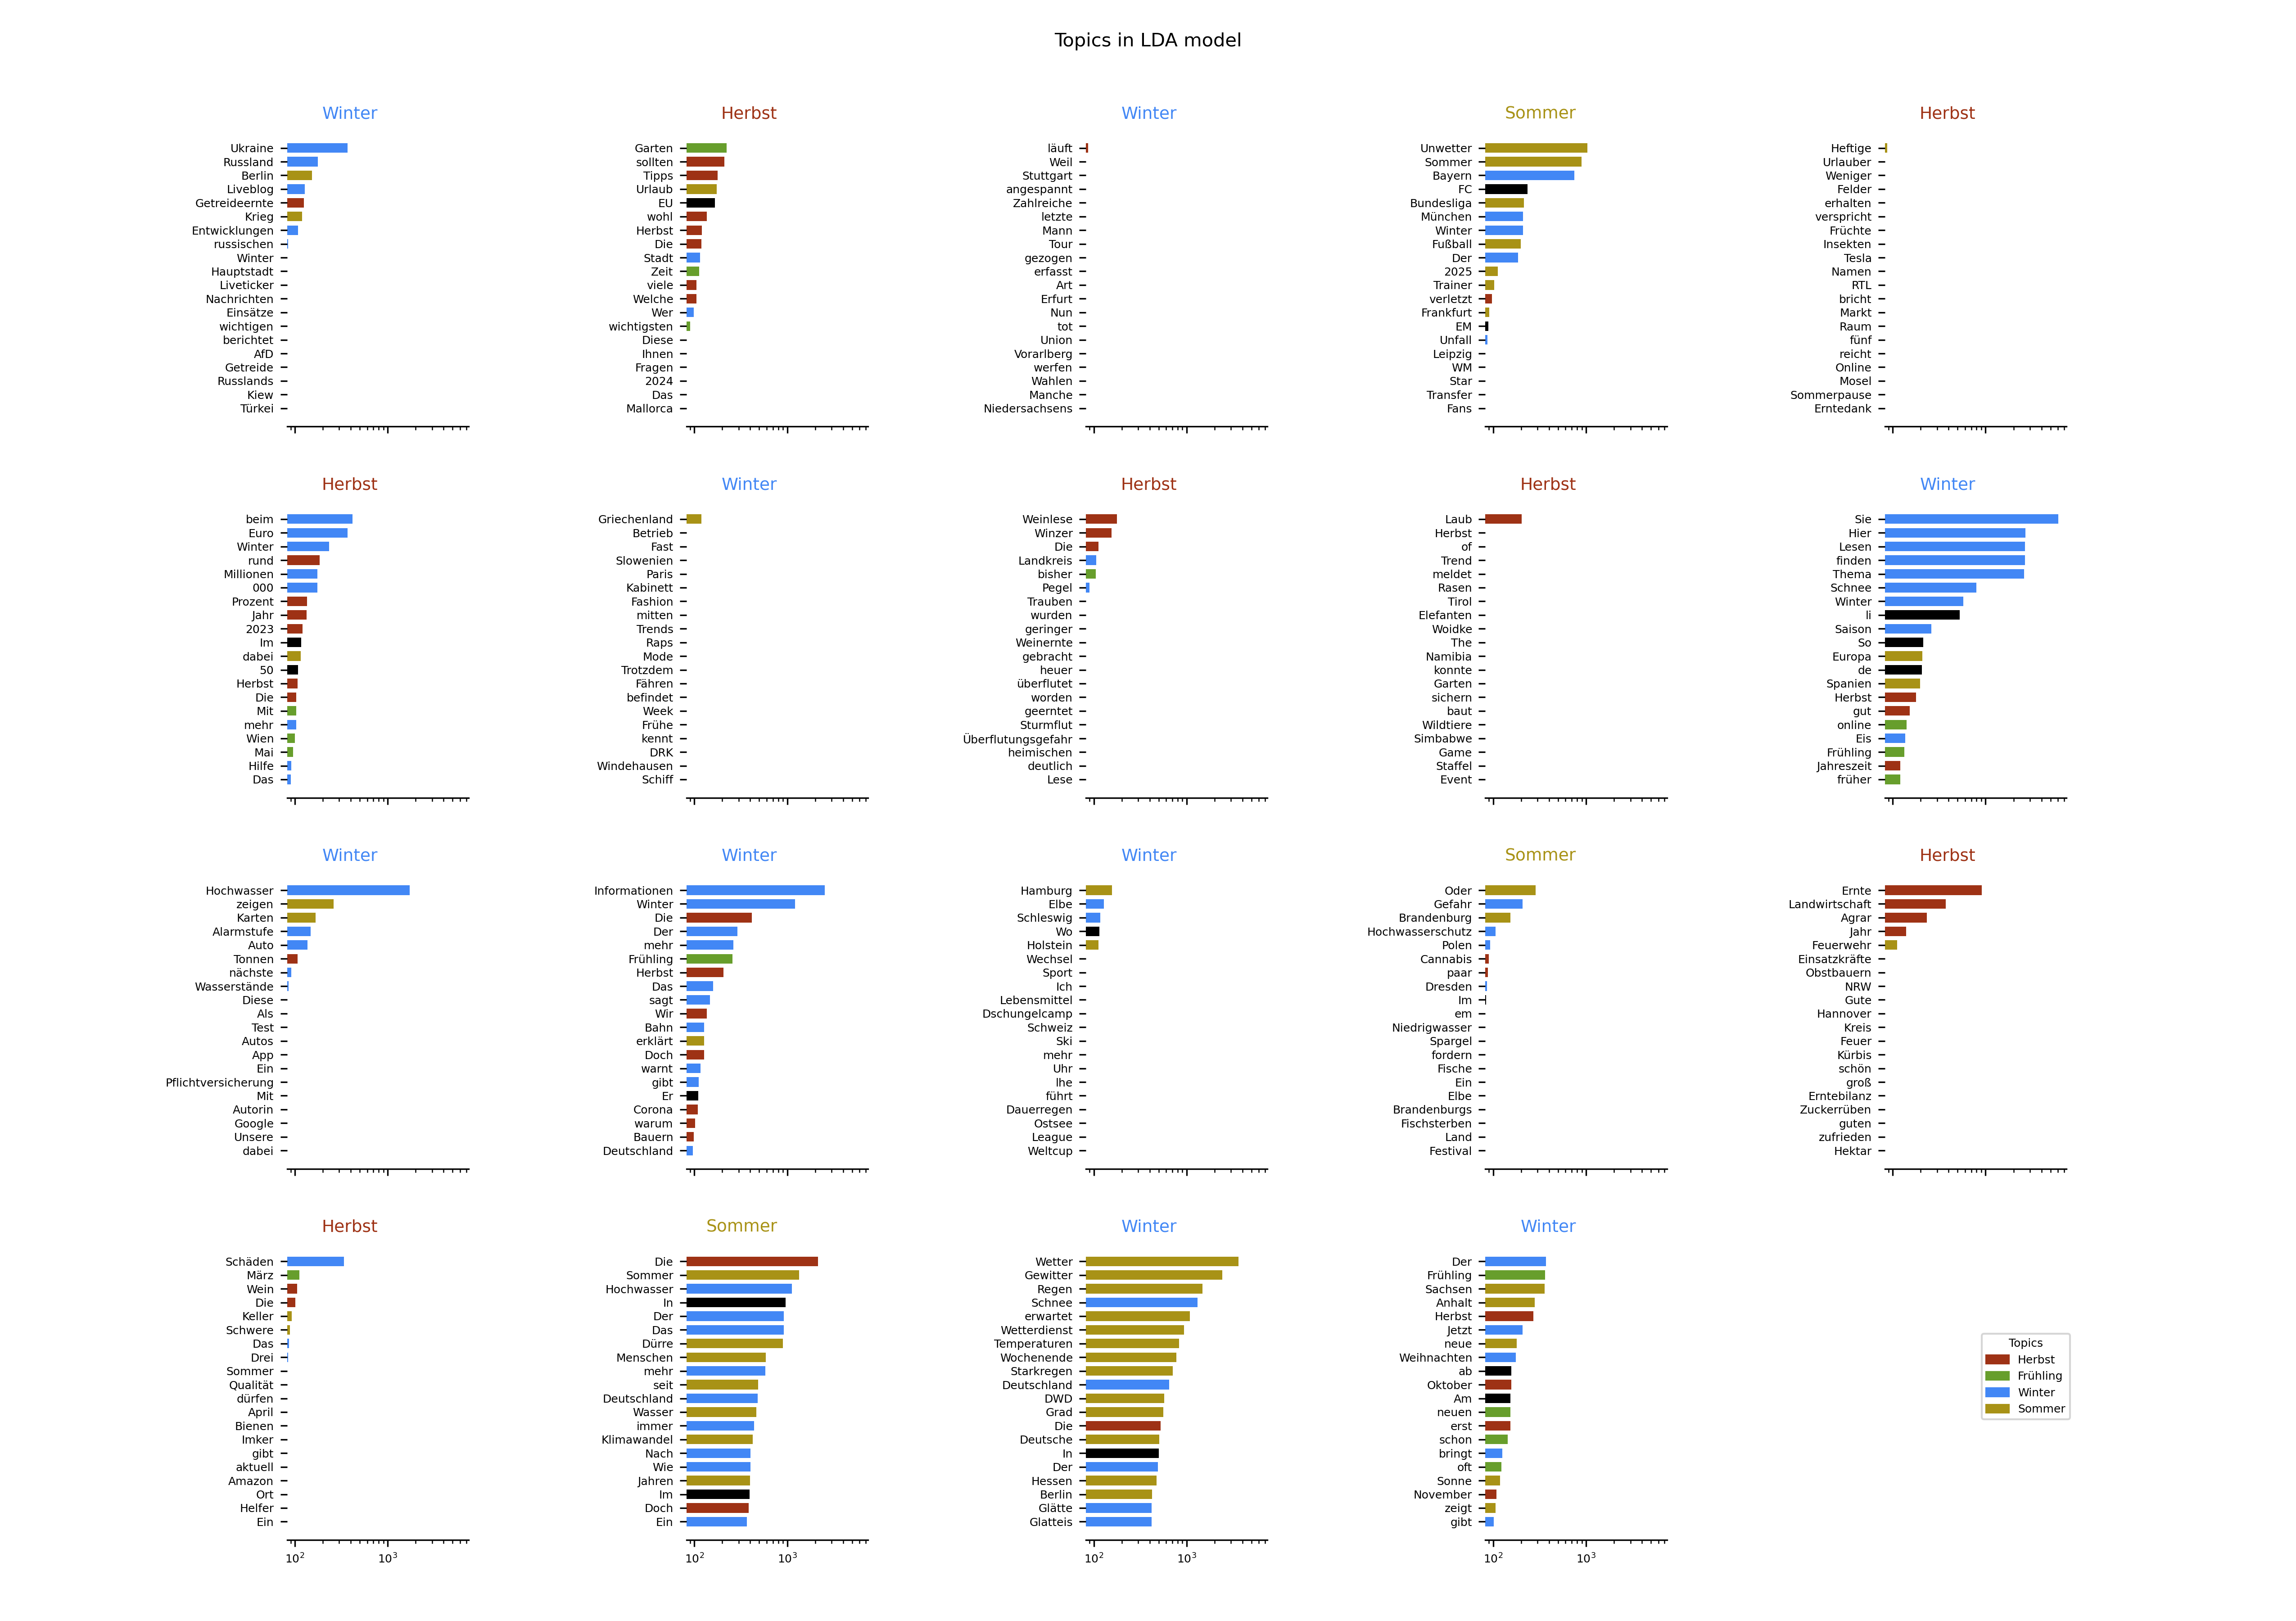 Topics in LDA model
Winter
Ukraine
Russland
Berlin
Liveblog
Getreideernte
Krieg
Entwicklungen
russischen
Winter
Hauptstadt
Liveticker
Nachrichten
Einsätze
wichtigen
berichtet
AfD
Getreide
Russlands
Kiew
Türkei
Herbst
Garten
sollten
Tipps
Urlaub
EU
wohl
Herbst
Die
Stadt
Zeit
viele
Welche
Wer
wichtigsten
Diese
Ihnen
Fragen
2024
Das
Mallorca
Winter
läuft
Weil
Stuttgart
angespannt
Zahlreiche
letzte
Mann
Tour
gezogen
erfasst
Art
Erfurt
Nun
tot
Union
Vorarlberg
werfen
Wahlen
Manche
Niedersachsens
Sommer
Unwetter
Sommer
Bayern
FC
Bundesliga
München
Winter
Fußball
Der
2025
Trainer
verletzt
Frankfurt
EM
Unfall
Leipzig
WM
Star
Transfer
Fans
Herbst
Heftige
Urlauber
Weniger
Felder
erhalten
verspricht
Früchte
Insekten
Tesla
Namen
RTL
bricht
Markt
Raum
fünf
reicht
Online
Mosel
Sommerpause
Erntedank
Herbst
beim
Euro
Winter
rund
Millionen
000
Prozent
Jahr
2023
Im
dabei
50
Herbst
Die
Mit
mehr
Wien
Mai
Hilfe
Das
Winter
Griechenland
Betrieb
Fast
Slowenien
Paris
Kabinett
Fashion
mitten
Trends
Raps
Mode
Trotzdem
Fähren
befindet
Week
Frühe
kennt
DRK
Windehausen
Schiff
Herbst
Weinlese
Winzer
Die
Landkreis
bisher
Pegel
Trauben
wurden
geringer
Weinernte
gebracht
heuer
überflutet
worden
geerntet
Sturmflut
Überflutungsgefahr
heimischen
deutlich
Lese
Herbst
Laub
Herbst
of
Trend
meldet
Rasen
Tirol
Elefanten
Woidke
The
Namibia
konnte
Garten
sichern
baut
Wildtiere
Simbabwe
Game
Staffel
Event
Winter
Sie
Hier
Lesen
finden
Thema
Schnee
Winter
li
Saison
So
Europa
de
Spanien
Herbst
gut
online
Eis
Frühling
Jahreszeit
früher
Winter
Hochwasser
zeigen
Karten
Alarmstufe
Auto
Tonnen
nächste
Wasserstände
Diese
Als
Test
Autos
App
Ein
Pflichtversicherung
Mit
Autorin
Google
Unsere
dabei
Winter
Informationen
Winter
Die
Der
mehr
Frühling
Herbst
Das
sagt
Wir
Bahn
erklärt
Doch
warnt
gibt
Er
Corona
warum
Bauern
Deutschland
Winter
Hamburg
Elbe
Schleswig
Wo
Holstein
Wechsel
Sport
Ich
Lebensmittel
Dschungelcamp
Schweiz
Ski
mehr
Uhr
Ihe
führt
Dauerregen
Ostsee
League
Weltcup
Sommer
Oder
Gefahr
Brandenburg
Hochwasserschutz
Polen
Cannabis
paar
Dresden
Im
em
Niedrigwasser
Spargel
fordern
Fische
Ein
Elbe
Brandenburgs
Fischsterben
Land
Festival
Herbst
Ernte
Landwirtschaft
Agrar
Jahr
Feuerwehr
Einsatzkräfte
Obstbauern
NRW
Gute
Hannover
Kreis
Feuer
Kürbis
schön
groß
Erntebilanz
Zuckerrüben
guten
zufrieden
Hektar
Herbst
Schäden
März
Wein
Die
Keller
Schwere
Das
Drei
Sommer
Qualität
dürfen
April
Bienen
Imker
gibt
aktuell
Amazon
Ort
Helfer
Ein
10²
10³
Sommer
Die
Sommer
Hochwasser
In
Der
Das
Dürre
Menschen
mehr
seit
Deutschland
Wasser
immer
Klimawandel
Nach
Wie
Jahren
Im
Doch
Ein
10²
10³
Winter
Wetter
Gewitter
Regen
Schnee
erwartet
Wetterdienst
Temperaturen
Wochenende
Starkregen
Deutschland
DWD
Grad
Die
Deutsche
In
Der
Hessen
Berlin
Glätte
Glatteis
10²
10³
Winter
Der
Frühling
Sachsen
Anhalt
Herbst
Jetzt
neue
Weihnachten
ab
Oktober
Am
neuen
erst
schon
bringt
oft
Sonne
November
zeigt
gibt
10²
10³
Topics
Herbst
Frühling
Winter
Sommer